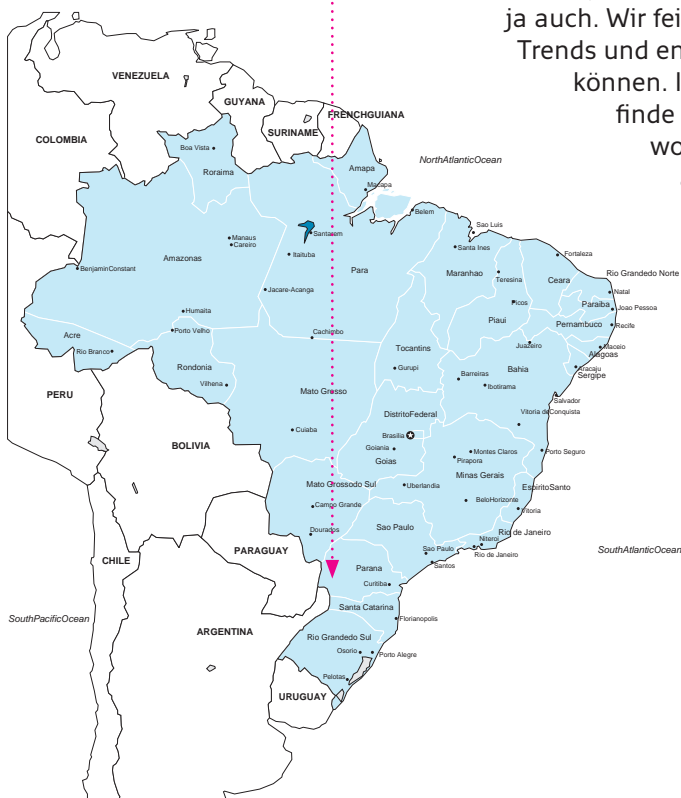 ja auch. Wir fei
Trends und en
können. I
finde
wo
VENEZUELA
GUYANA
FRENCHGUIANA
SURINAME
COLOMBIA
Boa Vista
Roraima
NorthAtlanticOcean
Amapa
Macapa
Belem
Sao Luis
Santarem
Manaus
Careiro
Santa Ines
Itaituba
Fortaleza
Amazonas
BenjaminConstant
Para
Maranhao
Teresina
Ceara
Rio Grandedo Norte
Jacare-Acanga
Natal
Picos
Paraiba
Joao Pessoa
Humaita
Piaui
Pernambuco
Recife
Acre
Porto Velho
Cachinbo
Juazeiro
Maceio
Rio Branco
Tocantins
Alagoas
Rondonia
Gurupi
Bahia
Aracaju
Barreiras
Sergipe
Vilhena
Ibotirama
PERU
Mato Grosso
Salvador
DistritoFederal
Vitoria de Conquista
Cuiaba
Brasilia
BOLIVIA
Goiania
Montes Claros
Porto Seguro
Goias
Pirapora
Minas Gerais
Mato Grossodo Sul
Uberlandia
EspiritoSanto
BeloHorizonte
Campo Grande
Vitoria
Sao Paulo
Dourados
Rio de Janeiro
Niteroi
PARAGUAY
Sao Paulo
Rio de Janeiro
SouthAtlanticOcean
CHILE
Santos
Parana
Curitiba
Santa Catarina
SouthPacificOcean
Florianopolis
ARGENTINA
Rio Grandedo Sul
Osorio
Porto Alegre
Pelotas
URUGUAY